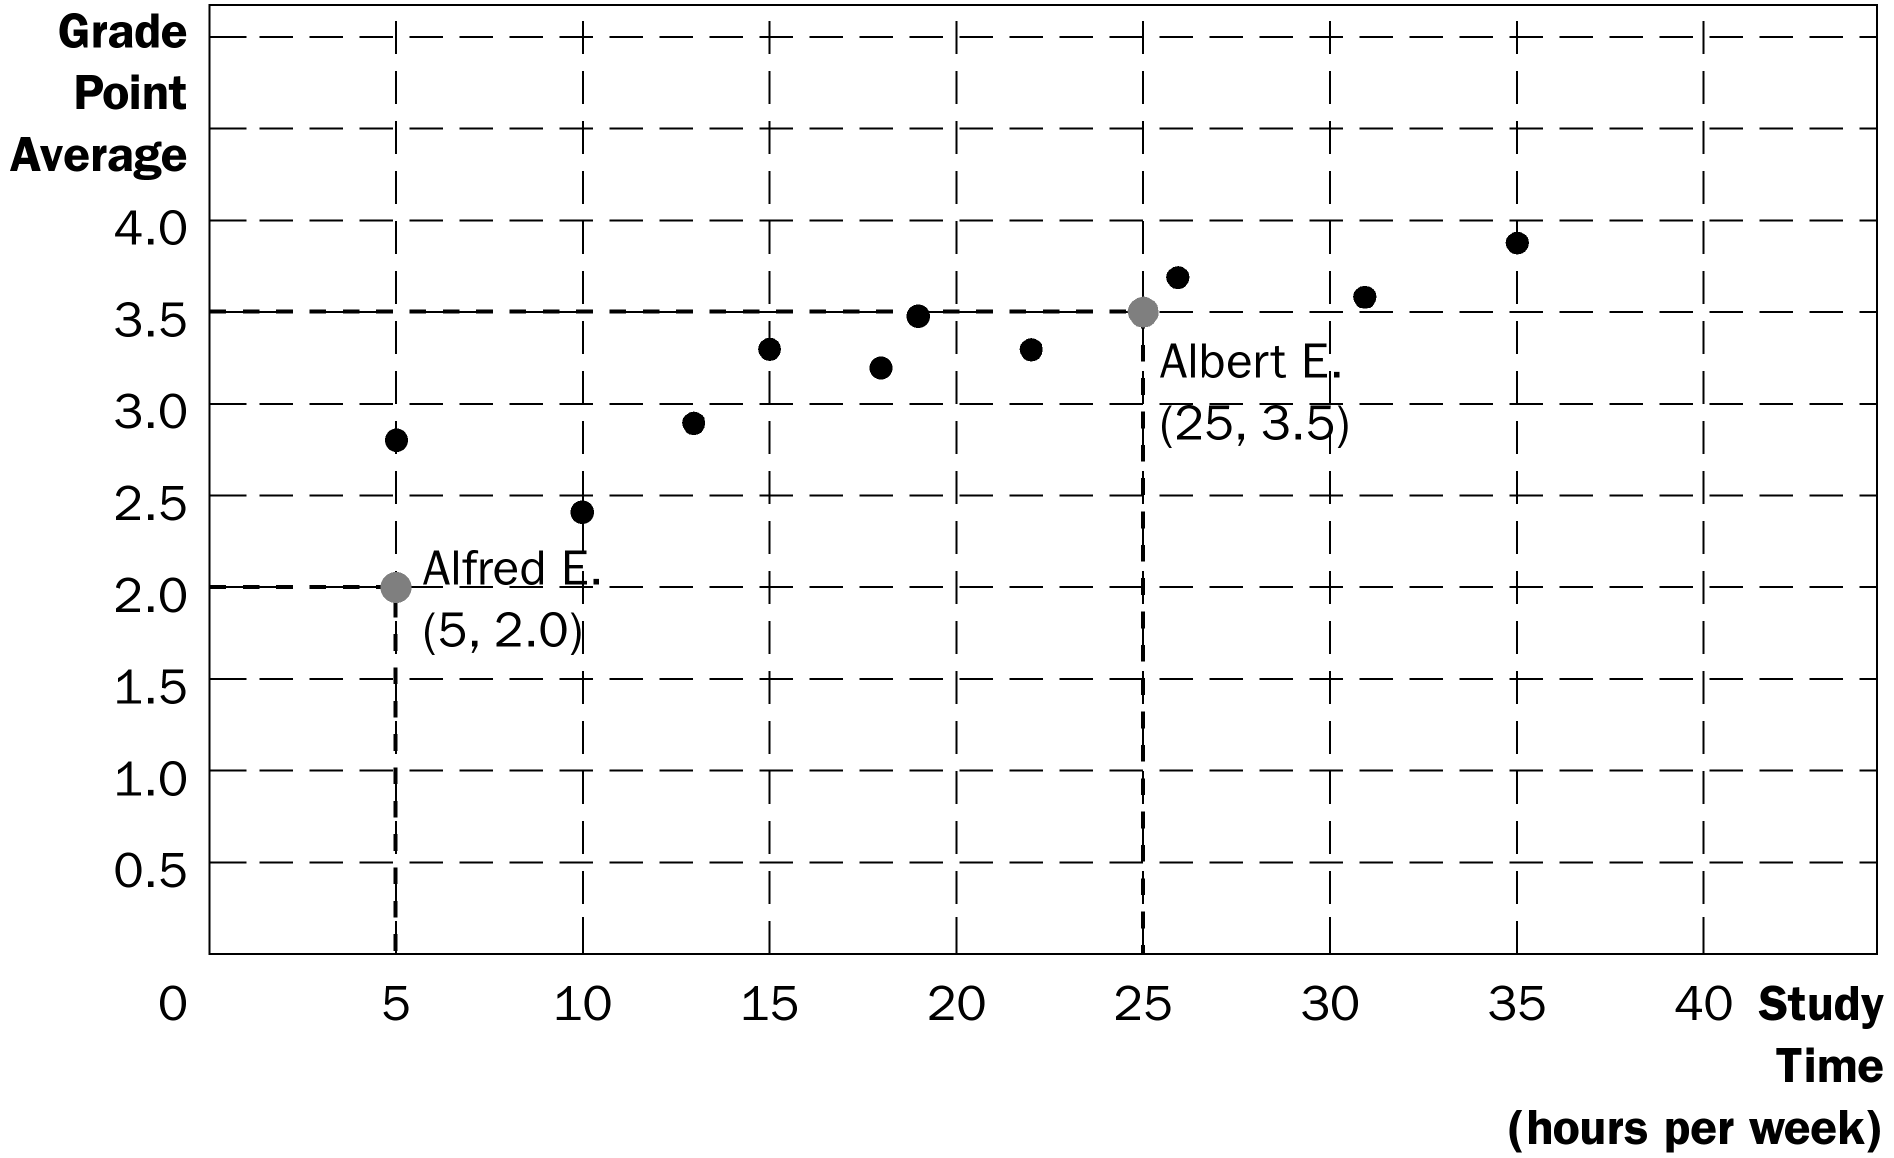 Grade
Point
Average
4.0
3.5
3.0
2.5
2.0
1.5
1.0
0.5
Albert E.
(25, 3.5)
Alfred E.
(5, 2.0)
0 5 10 15 20 25 30 35 40 Study
Time
(hours per week)